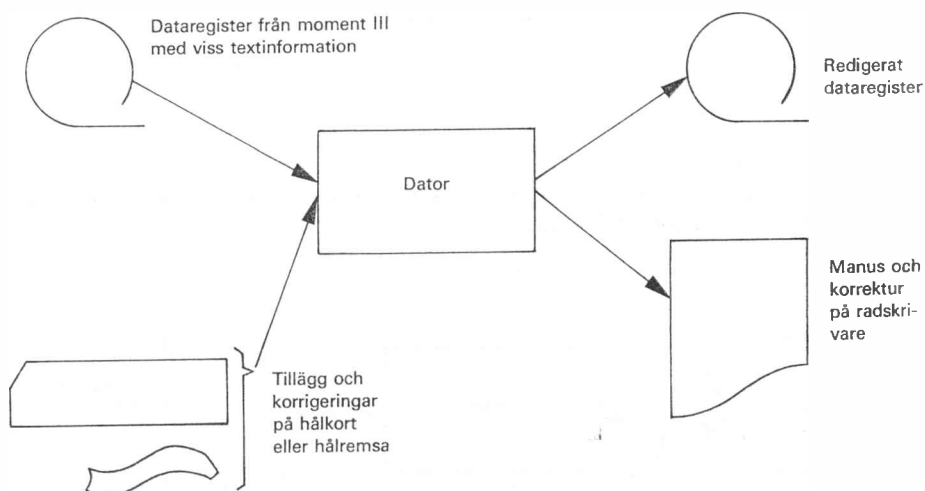 Dataregister från moment III
med viss textinformation
Redigerat
dataregister
Dator
Manus och
korrektur
på radskri-
vare
Tillägg och
korrigeringar
på hålkort
eller hålremsa